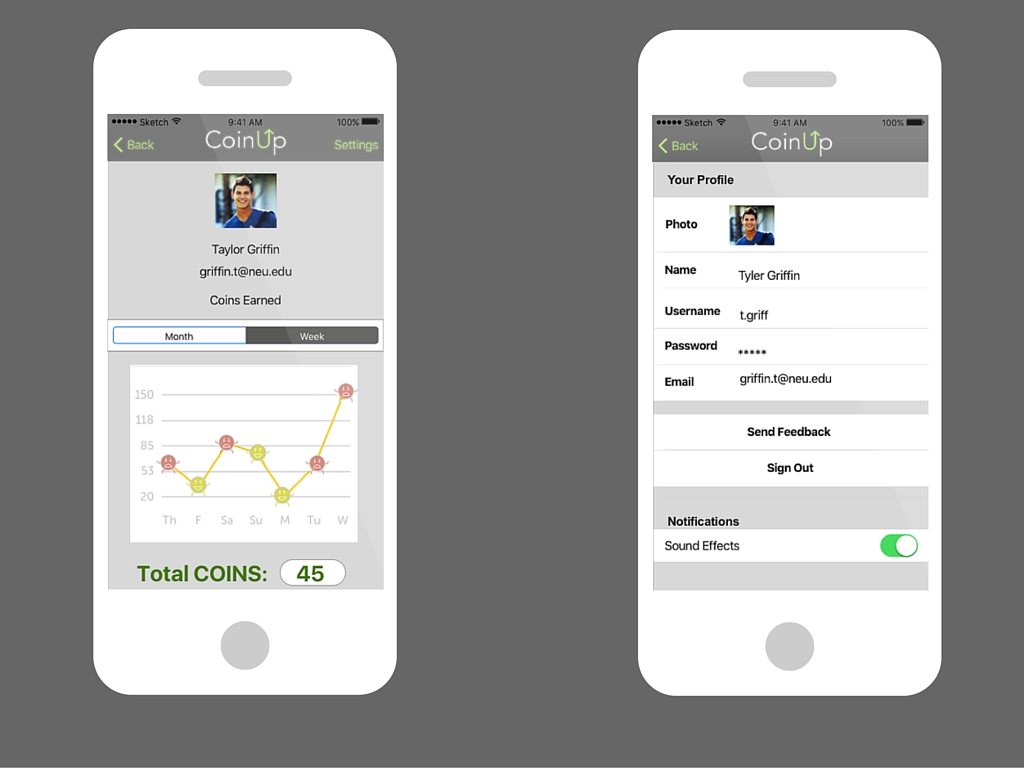 ●●●●● Sketch 9:41 AM 100%
Back CoinUp Settings
Taylor Griffin
griffin.t@neu.edu
Coins Earned
Month Week
150
118
85
53
20
Th F Sa Su M Tu W
Total COINS: 45
●●●●● Sketch 9:41 AM 100%
Back CoinUp
Your Profile
Photo
Name Tyler Griffin
Username t.griff
Password *****
Email griffin.t@neu.edu
Send Feedback
Sign Out
Notifications
Sound Effects